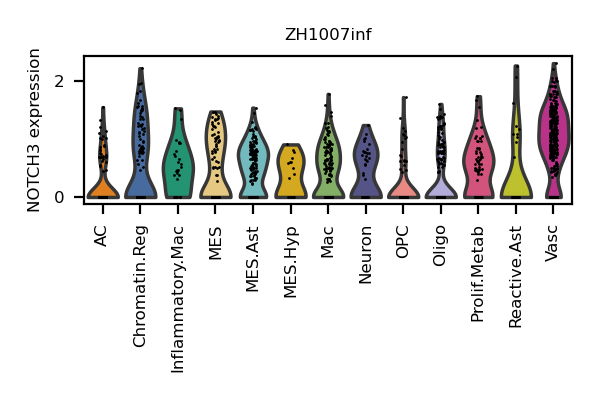 ZH1007inf
NOTCH3 expression
2
0
AC
Chromatin.Reg
Inflammatory.Mac
MES
MES.Ast
MES.Hyp
Mac
Neuron
OPC
Oligo
Prolif.Metab
Reactive.Ast
Vasc